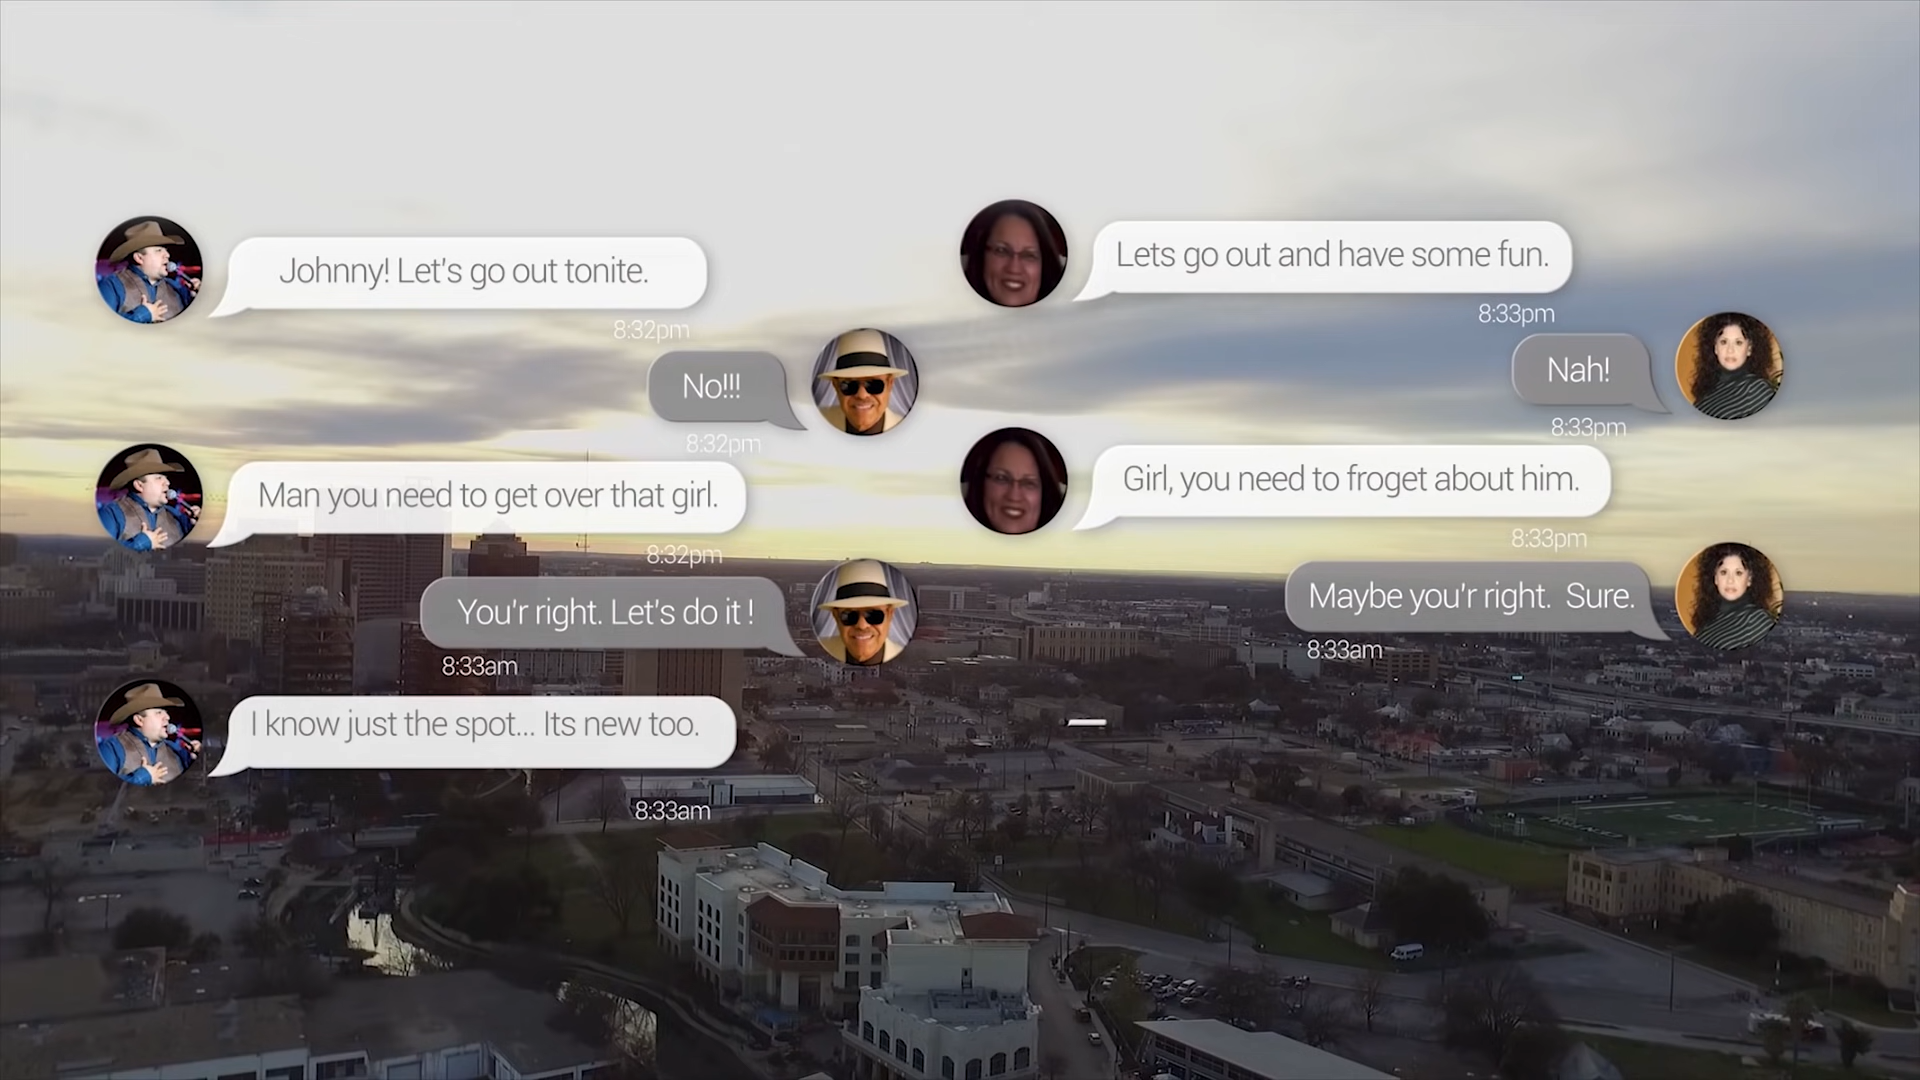 Johnny! Let's go out tonite.
8:32pm
No!!!
8:32pm
Man you need to get over that girl.
8:32pm
You'r right. Let's do it !
8:33am
I know just the spot... Its new too.
8:33am
Lets go out and have some fun.
8:33pm
Nah!
8:33pm
Girl, you need to froget about him.
8:33pm
Maybe you'r right.  Sure.
8:33am